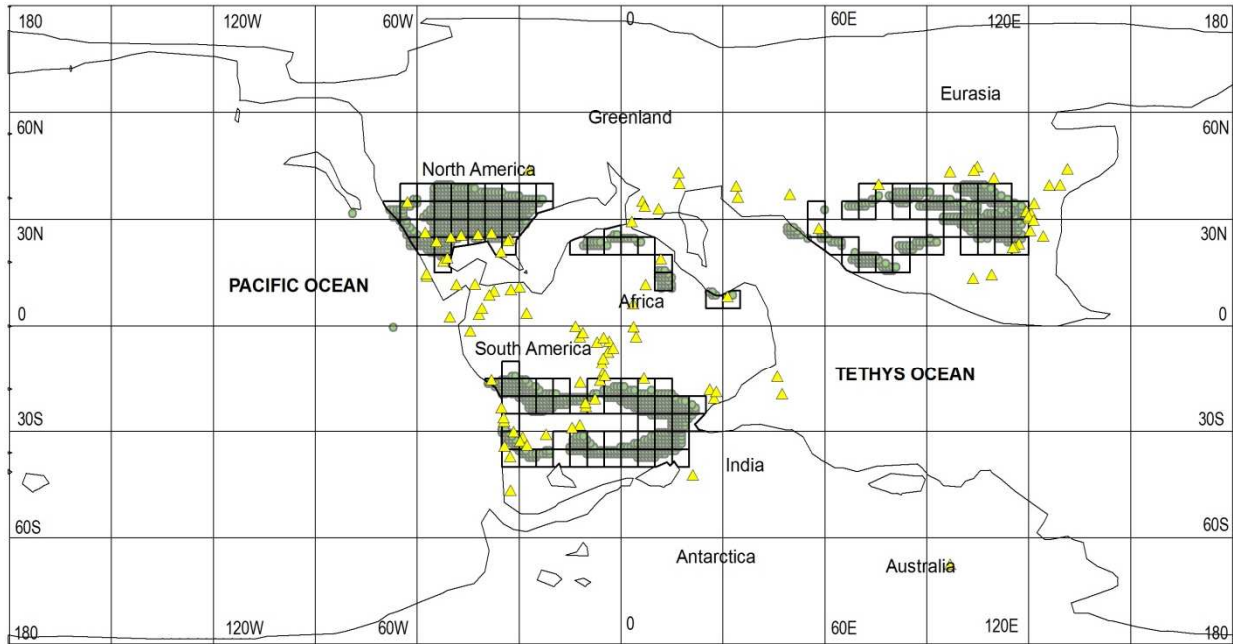 180 120W 60W 0 60E 120E 180
Eurasia
Greenland
60N 60N
North America
30N 30N
PACIFIC OCEAN
Africa
0 0
South America
TETHYS OCEAN
30S 30S
India
60S 60S
Antarctica
Australia
180 120W 60W 0 60E 120E 180